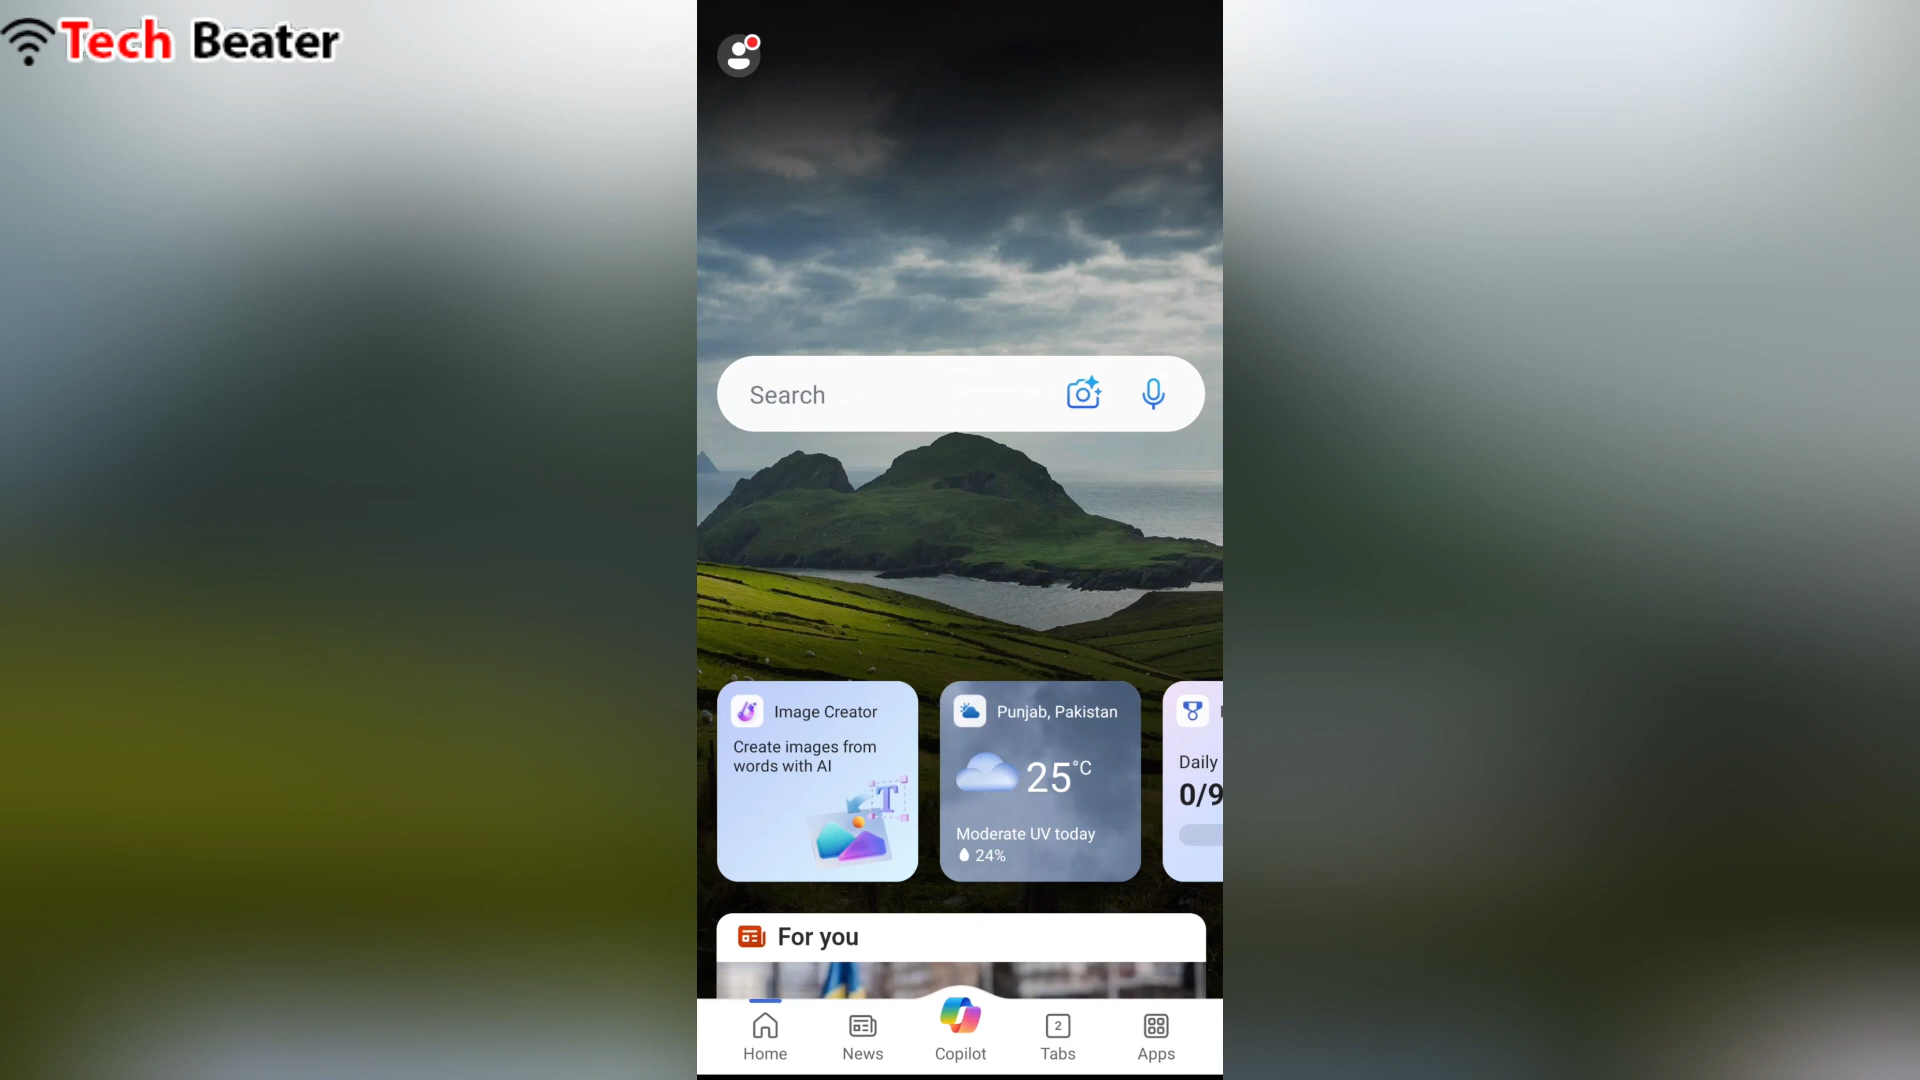 Tech Beater
Search
Image Creator
Create images from
words with AI
Punjab, Pakistan
25°C
Moderate UV today
24%
Daily
0/9
For you
Home
News
Copilot
2
Tabs
Apps